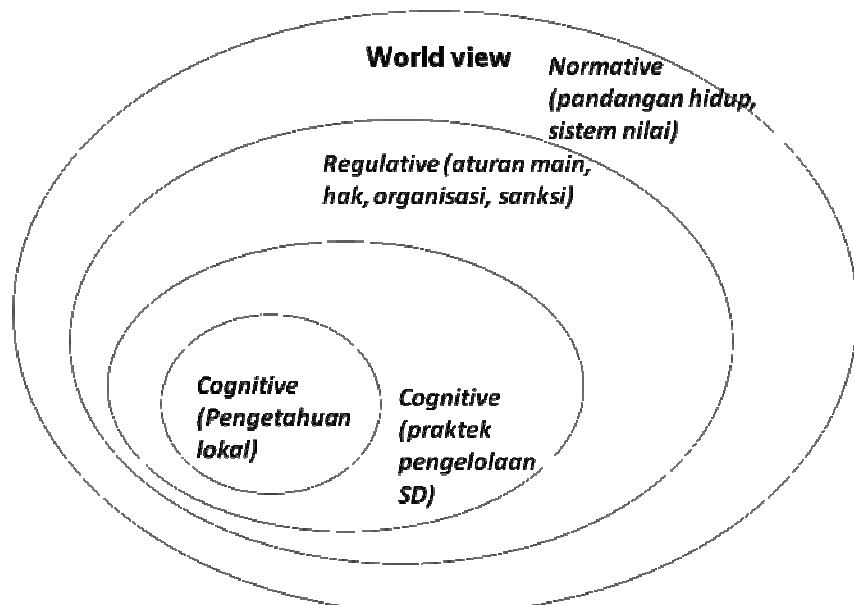 World view
Normative
(pandangan hidup,
sistem nilai)
Regulative (aturan main,
hak, organisasi, sanksi)
Cognitive
(Pengetahuan
lokal)
Cognitive
(praktek
pengelolaan
SD)